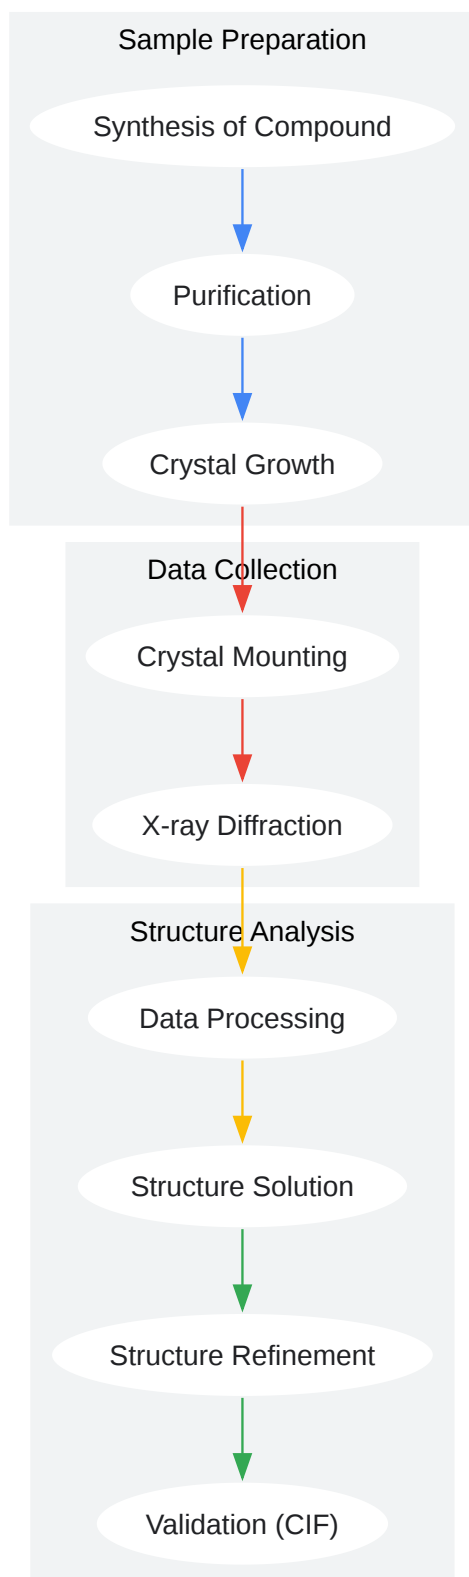 Sample Preparation
Synthesis of Compound
Purification
Crystal Growth
Data Collection
Crystal Mounting
X-ray Diffraction
Structure Analysis
Data Processing
Structure Solution
Structure Refinement
Validation (CIF)